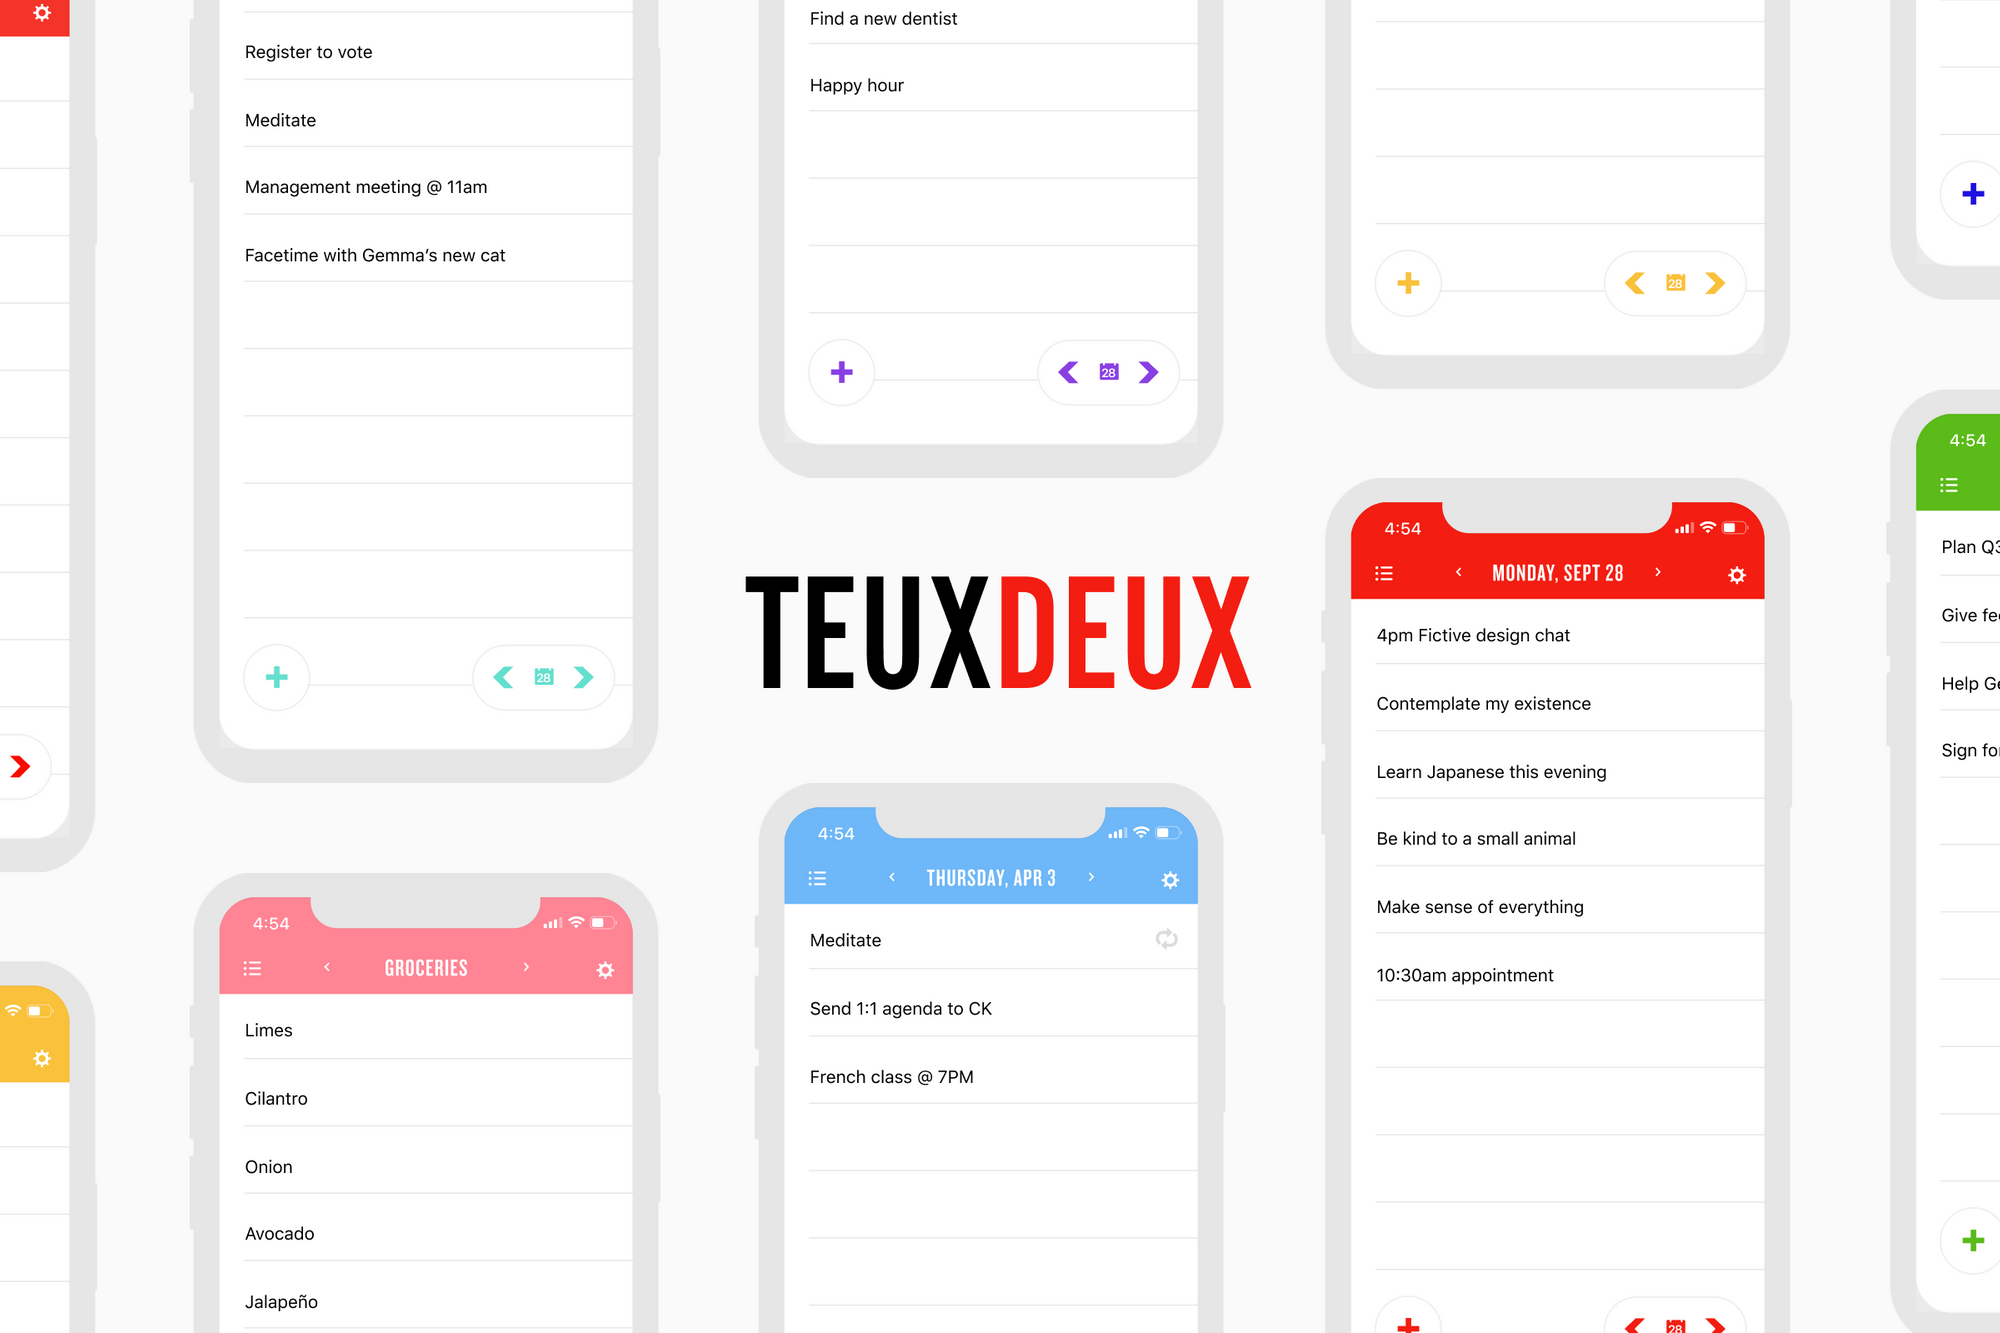 Register to vote
Meditate
Management meeting @ 11am
Facetime with Gemma’s new cat
28
4:54
GROCERIES
Limes
Cilantro
Onion
Avocado
Jalapeño
Find a new dentist
Happy hour
28
TEUXDEUX
4:54
THURSDAY, APR 3
Meditate
Send 1:1 agenda to CK
French class @ 7PM
28
4:54
MONDAY, SEPT 28
4pm Fictive design chat
Contemplate my existence
Learn Japanese this evening
Be kind to a small animal
Make sense of everything
10:30am appointment
28
4:54
Plan Q3
Give fe
Help G
Sign fo